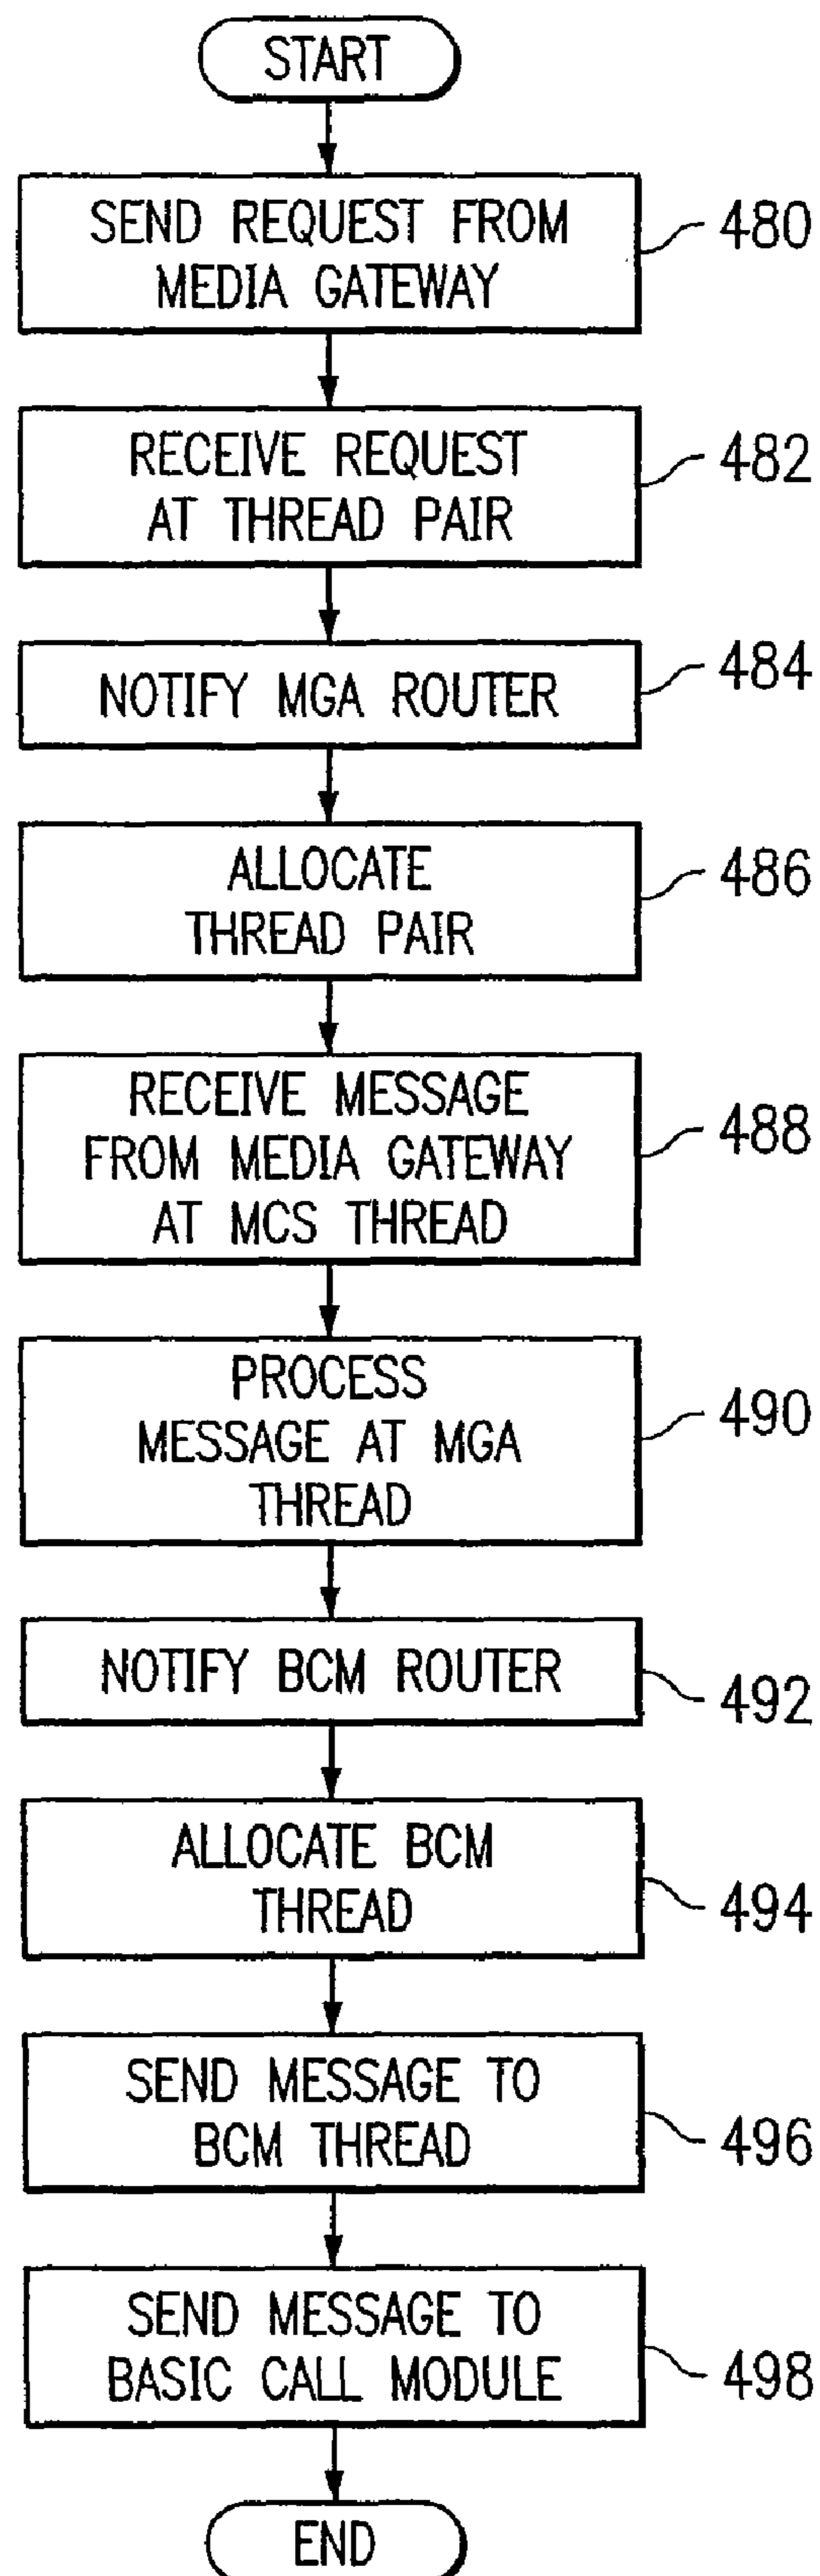 START
SEND REQUEST FROM
MEDIA GATEWAY
480
RECEIVE REQUEST
AT THREAD PAIR
482
NOTIFY MGA ROUTER
484
ALLOCATE
THREAD PAIR
486
RECEIVE MESSAGE
FROM MEDIA GATEWAY
AT MCS THREAD
488
PROCESS
MESSAGE AT MGA
THREAD
490
NOTIFY BCM ROUTER
492
ALLOCATE BCM
THREAD
494
SEND MESSAGE TO
BCM THREAD
496
SEND MESSAGE TO
BASIC CALL MODULE
498
END